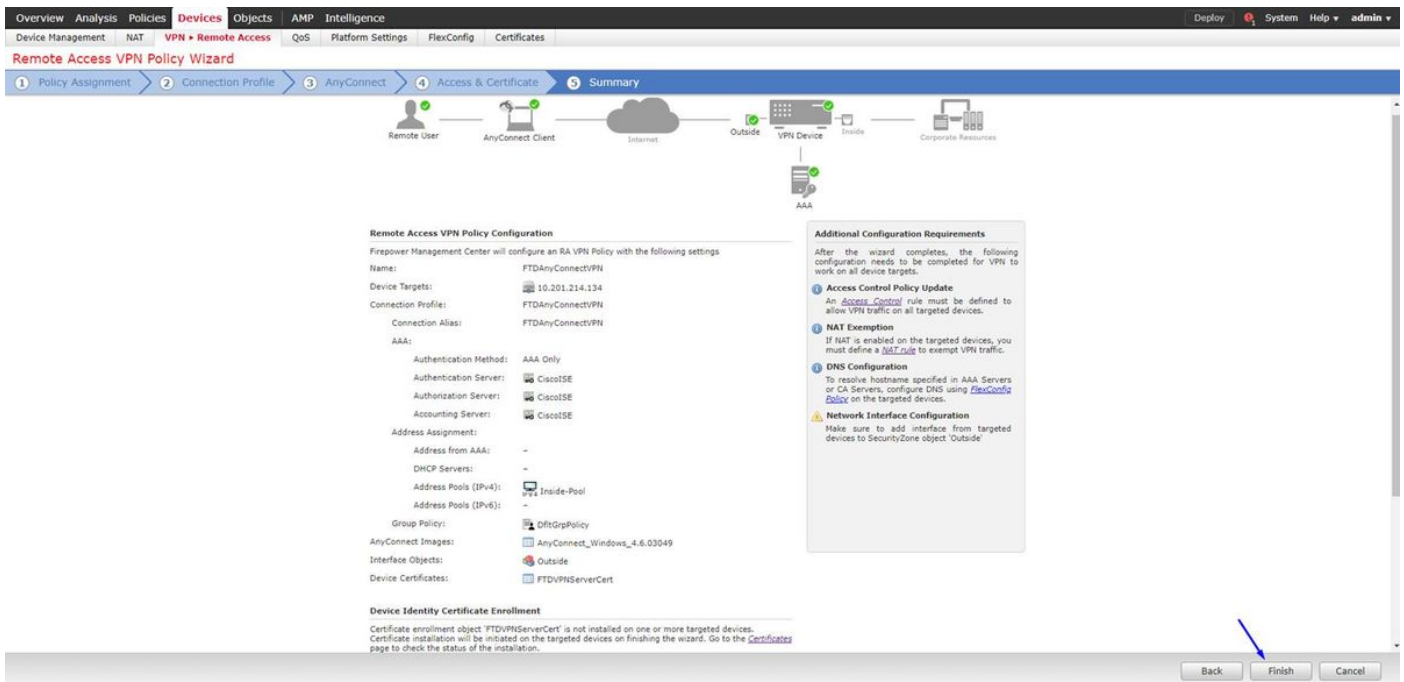 Overview Analysis Policies Devices Objects AMP Intelligence Deploy System Help admin
Device Management NAT VPN ▸ Remote Access QoS Platform Settings FlexConfig Certificates
Remote Access VPN Policy Wizard
1 Policy Assignment 2 Connection Profile 3 AnyConnect 4 Access & Certificate 5 Summary
Remote User AnyConnect Client Internet Outside VPN Device Inside Corporate Resources
AAA
Remote Access VPN Policy Configuration
Firepower Management Center will configure an RA VPN Policy with the following settings
Name: FTDAnyConnectVPN
Device Targets: 10.201.214.134
Connection Profile: FTDAnyConnectVPN
Connection Alias: FTDAnyConnectVPN
AAA:
Authentication Method: AAA Only
Authentication Server: CiscoISE
Authorization Server: CiscoISE
Accounting Server: CiscoISE
Address Assignment:
Address from AAA: -
DHCP Servers: -
Address Pools (IPv4): Inside-Pool
Address Pools (IPv6): -
Group Policy: DfltGrpPolicy
AnyConnect Images: AnyConnect_Windows_4.6.03049
Interface Objects: Outside
Device Certificates: FTDVPNServerCert
Device Identity Certificate Enrollment
Certificate enrollment object 'FTDVPNServerCert' is not installed on one or more targeted devices.
Certificate installation will be initiated on the targeted devices on finishing the wizard. Go to the Certificates
page to check the status of the installation.
Additional Configuration Requirements
After the wizard completes, the following
configuration needs to be completed for VPN to
work on all device targets.
Access Control Policy Update
An Access Control rule must be defined to
allow VPN traffic on all targeted devices.
NAT Exemption
If NAT is enabled on the targeted devices, you
must define a NAT rule to exempt VPN traffic.
DNS Configuration
To resolve hostname specified in AAA Servers
or CA Servers, configure DNS using FlexConfig
Policy on the targeted devices.
Network Interface Configuration
Make sure to add interface from targeted
devices to SecurityZone object 'Outside'
Back Finish Cancel